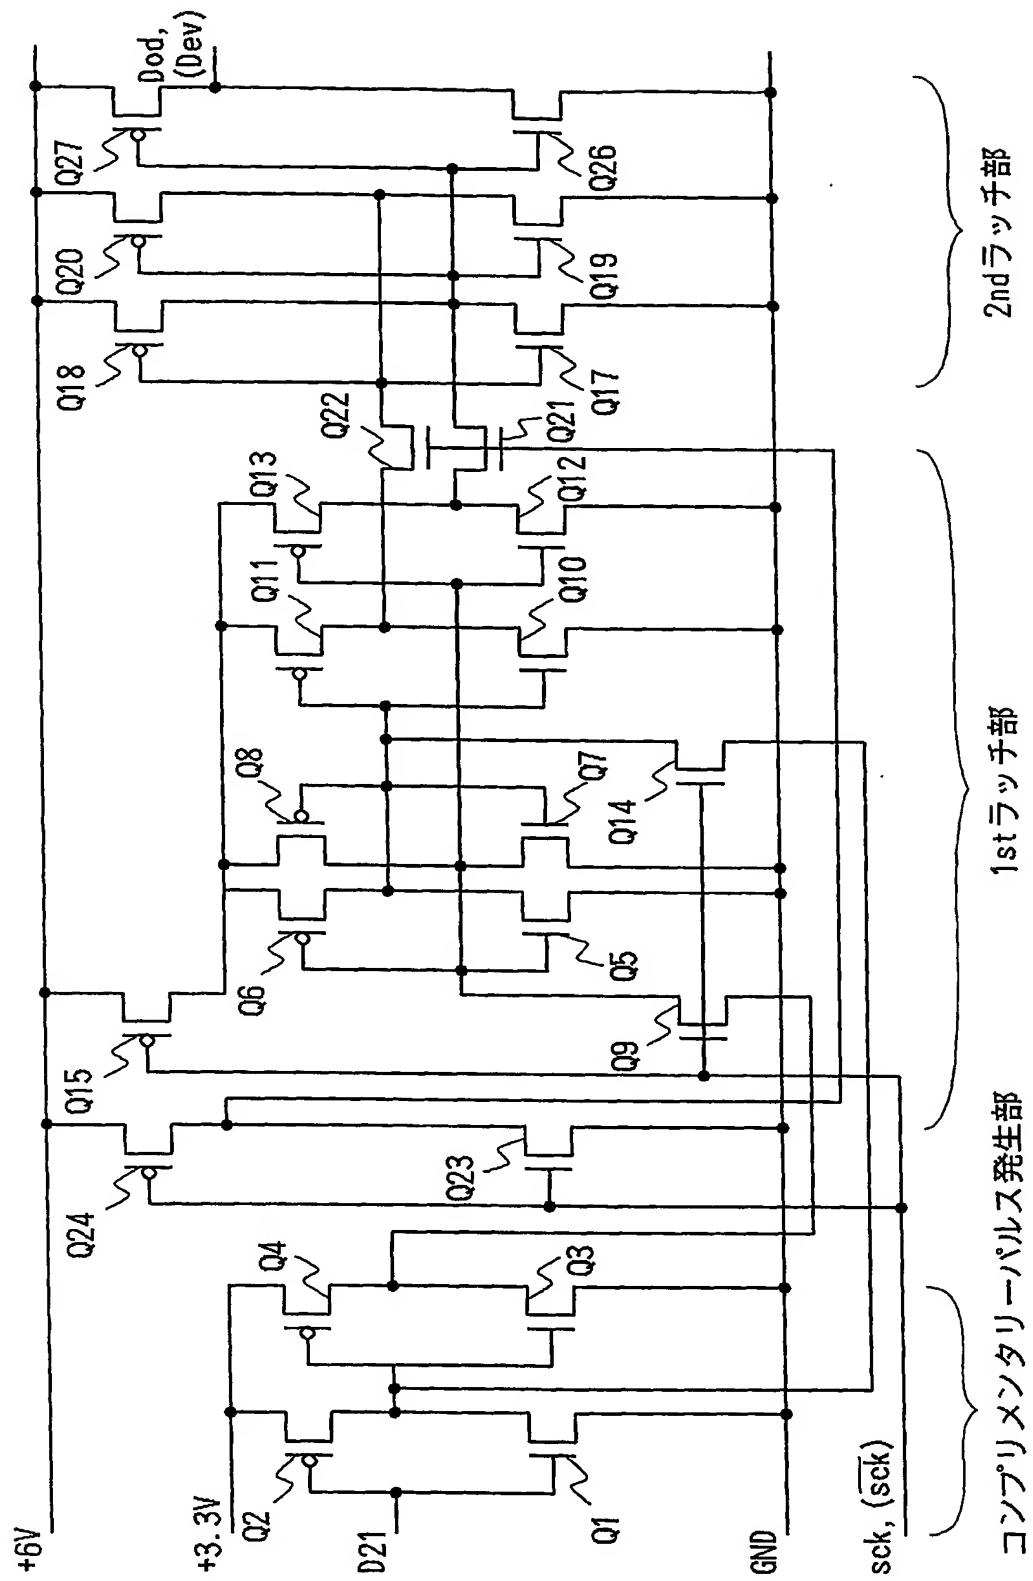 +6V
+3.3V
Q2
D21
Q1
GND
sck, (sck)
Q4
Q3
Q24
Q23
Q15
Q6
Q5
Q9
Q8
Q7
Q14
Q11
Q10
Q13
Q12
Q22
Q21
Q18
Q17
Q20
Q19
Q27
Q26
Dod,
(Dev)
コンプリメンタリーパルス発生部
1stラッチ部
2ndラッチ部